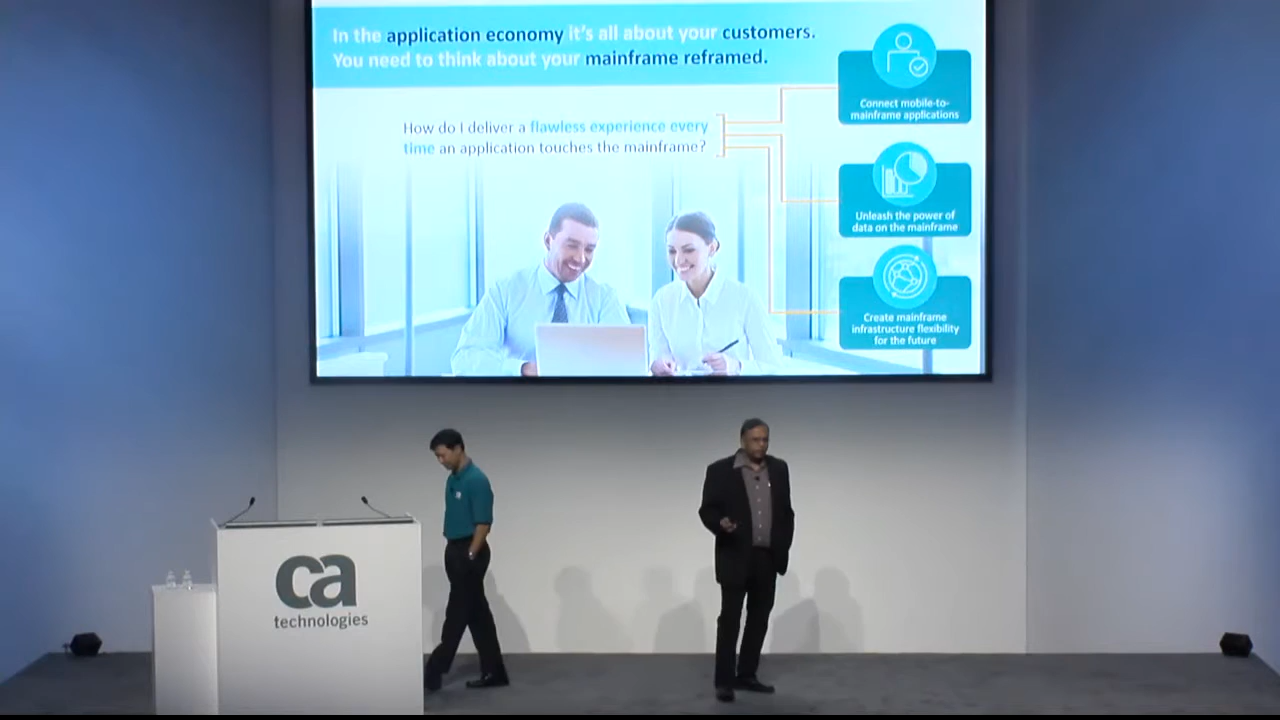 In the application economy it's all about your customers.
You need to think about your mainframe reframed.
How do I deliver a flawless experience every
time an application touches the mainframe?
Connect mobile-to-
mainframe applications
Unleash the power of
data on the mainframe
Create mainframe
infrastructure flexibility
for the future
ca
technologies